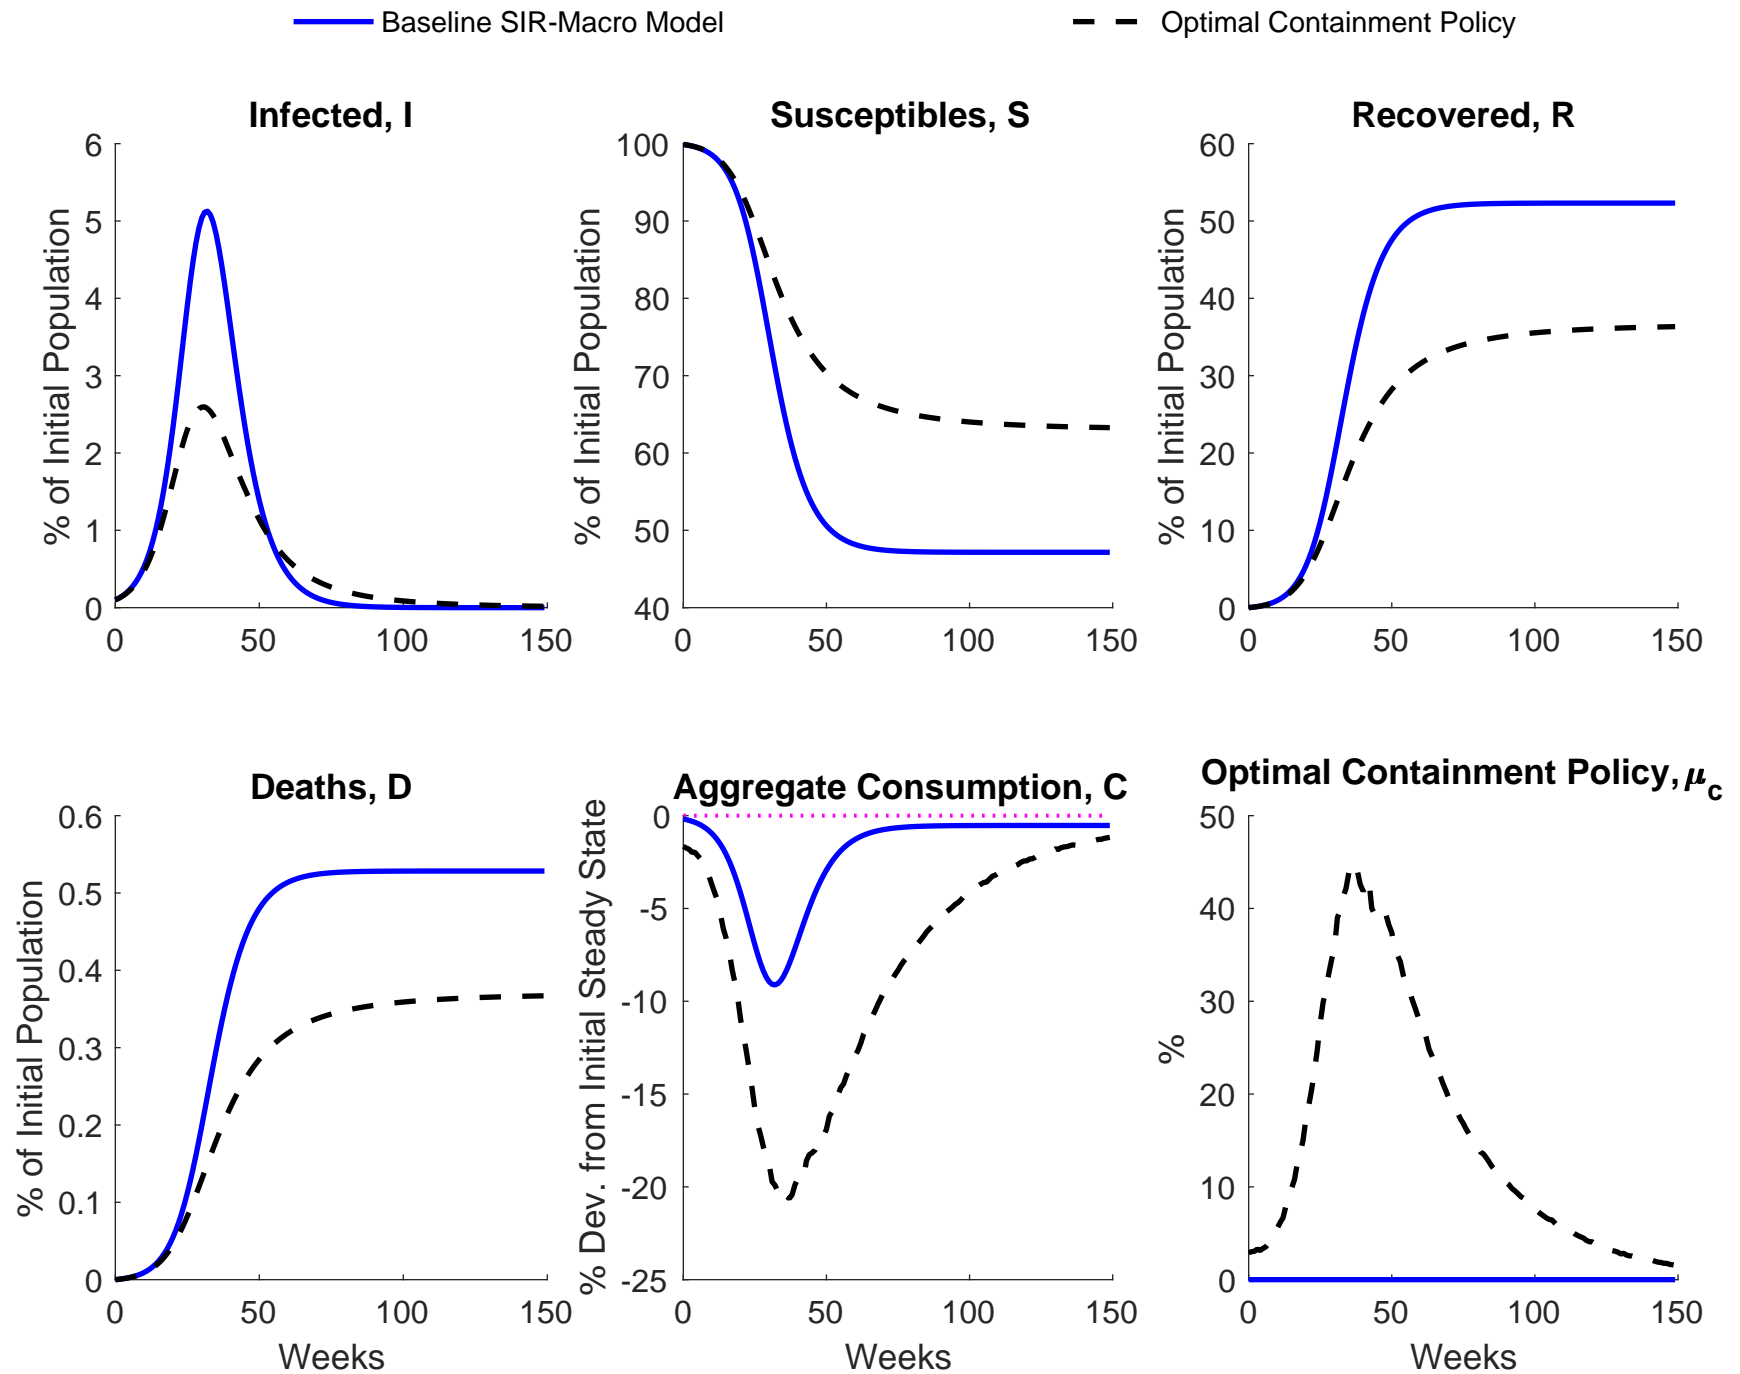 Baseline SIR-Macro Model
Optimal Containment Policy
Infected, I
% of Initial Population
6
5
4
3
2
1
0
0 50 100 150
Susceptibles, S
% of Initial Population
100
90
80
70
60
50
40
0 50 100 150
Recovered, R
% of Initial Population
60
50
40
30
20
10
0
0 50 100 150
Deaths, D
% of Initial Population
0.6
0.5
0.4
0.3
0.2
0.1
0
0 50 100 150
Weeks
Aggregate Consumption, C
% Dev. from Initial Steady State
0
-5
-10
-15
-20
-25
0 50 100 150
Weeks
Optimal Containment Policy, μc
%
50
40
30
20
10
0
0 50 100 150
Weeks